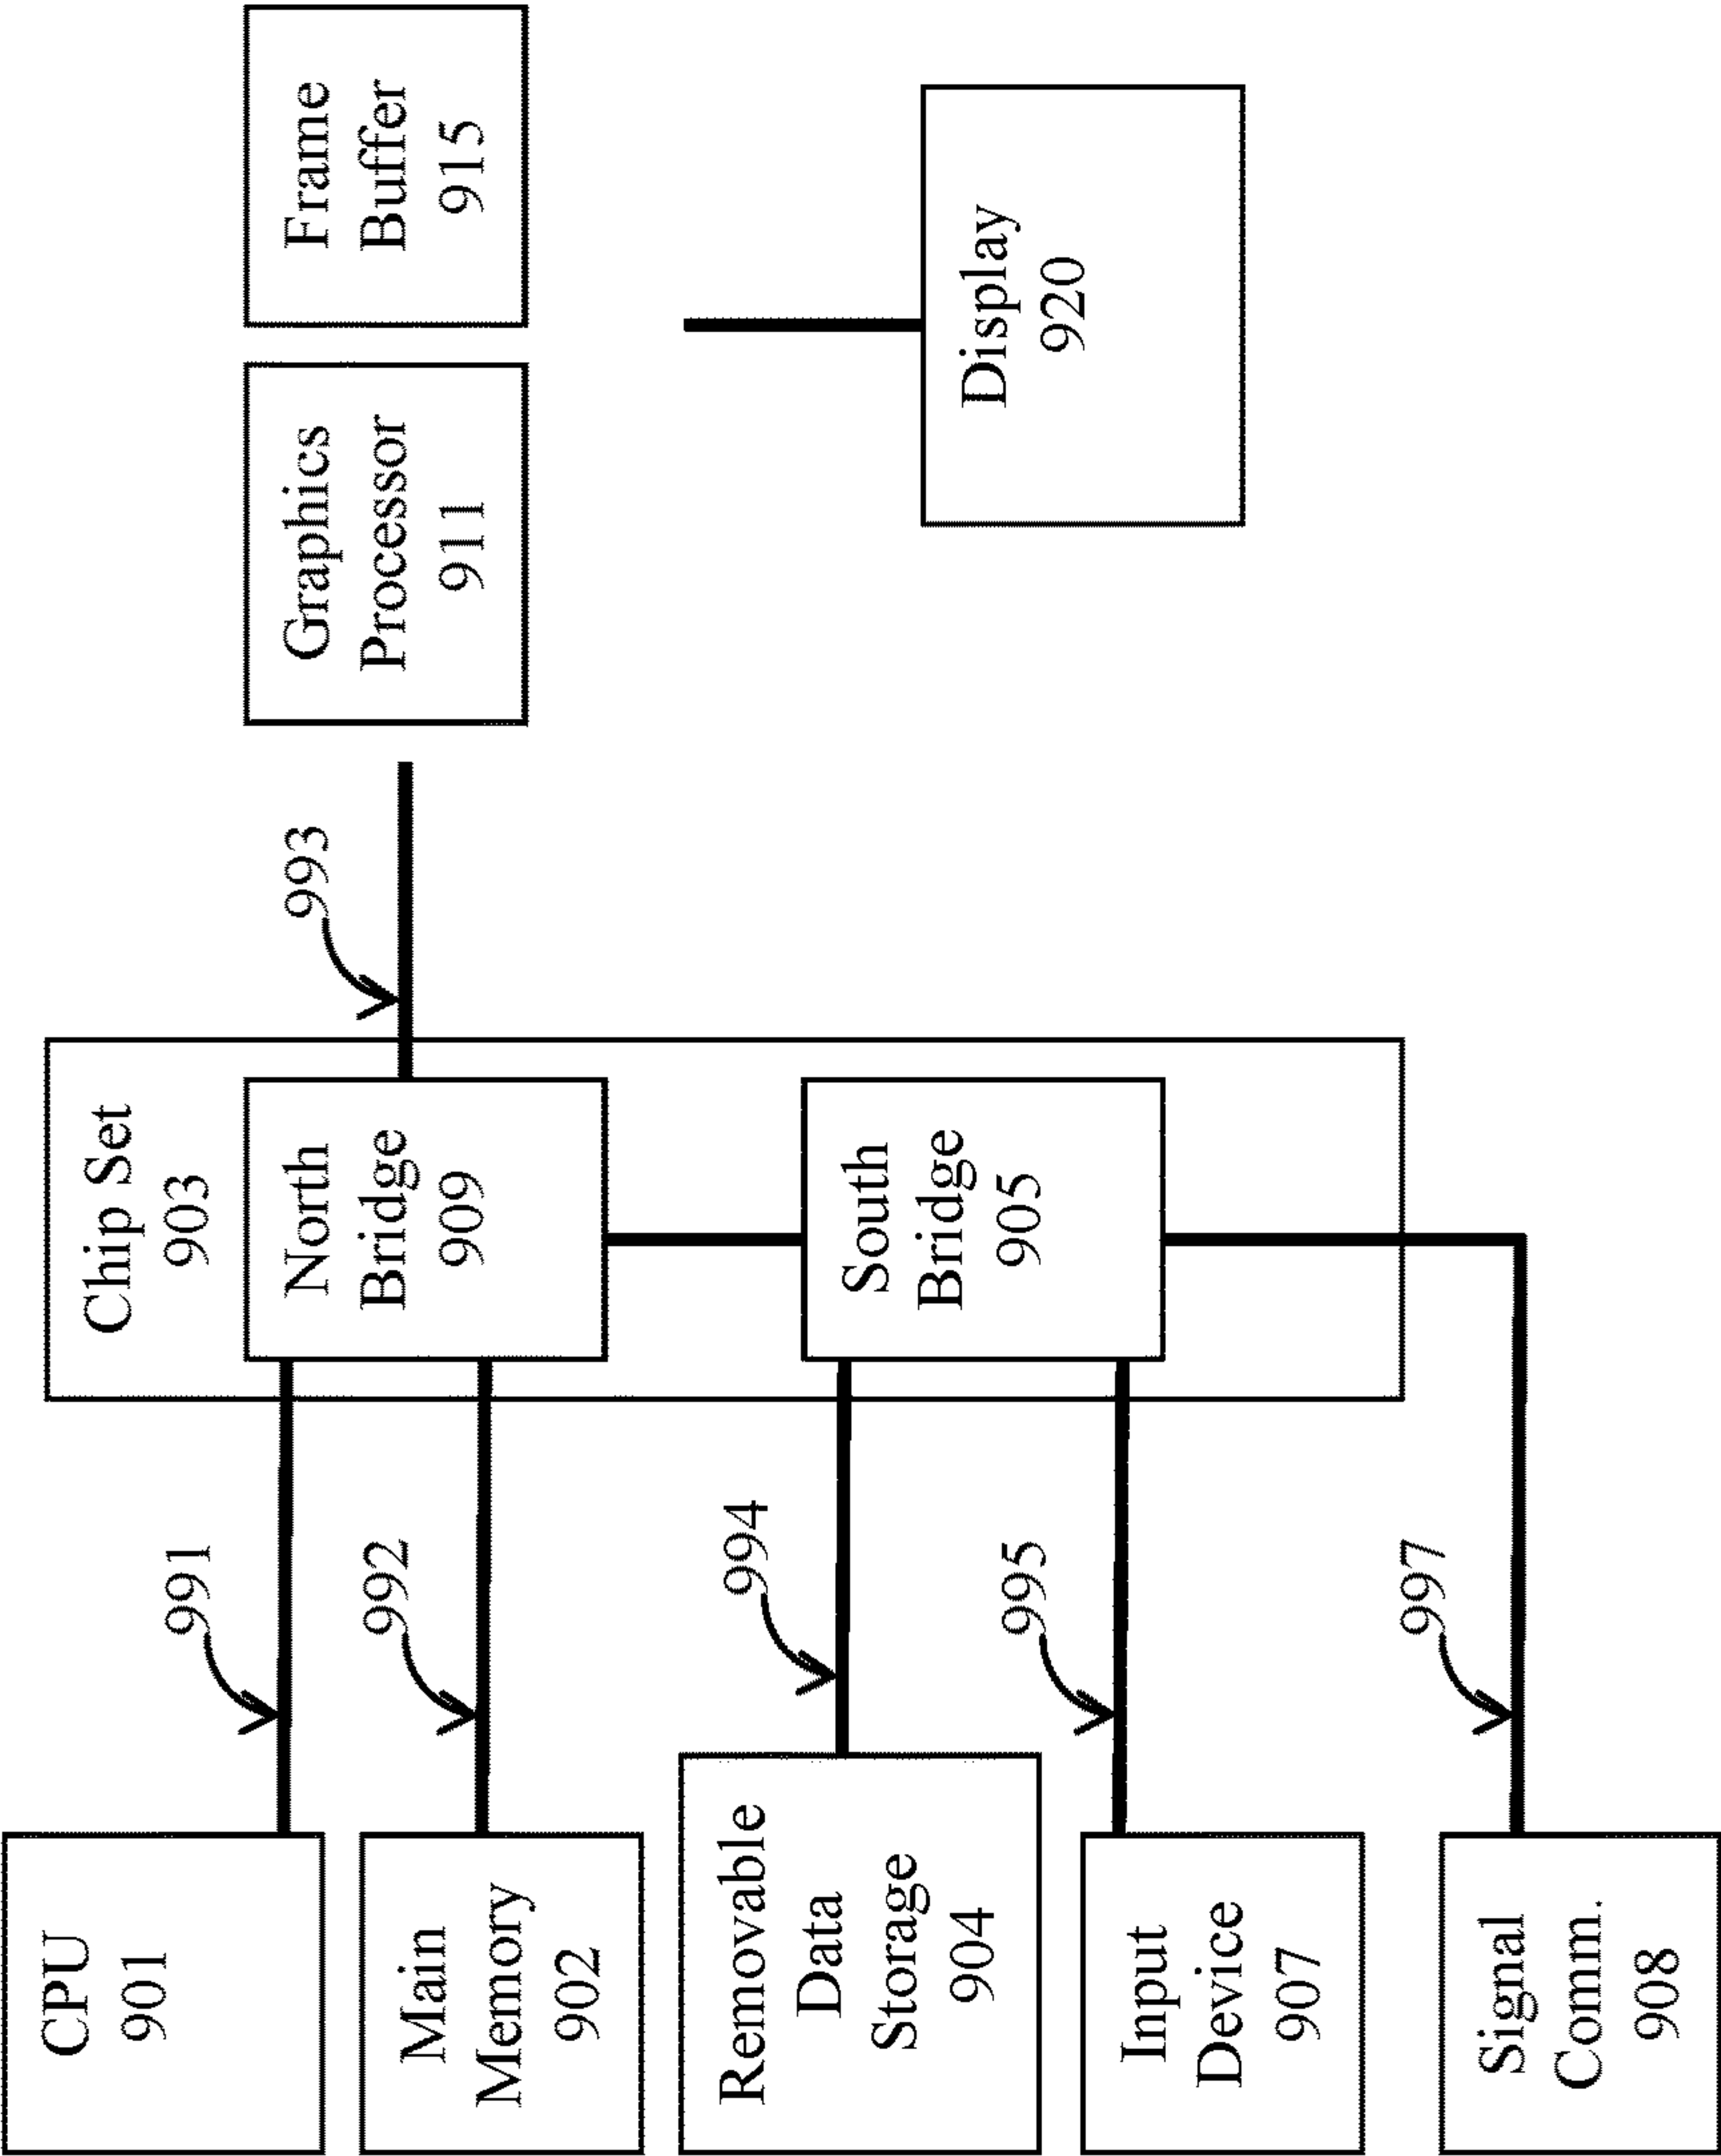 CPU
901
Main
Memory
902
Removable
Data
Storage
904
Input
Device
907
Signal
Comm.
908
991
992
994
995
997
Chip Set
903
North
Bridge
909
South
Bridge
905
993
Graphics
Processor
911
Frame
Buffer
915
Display
920